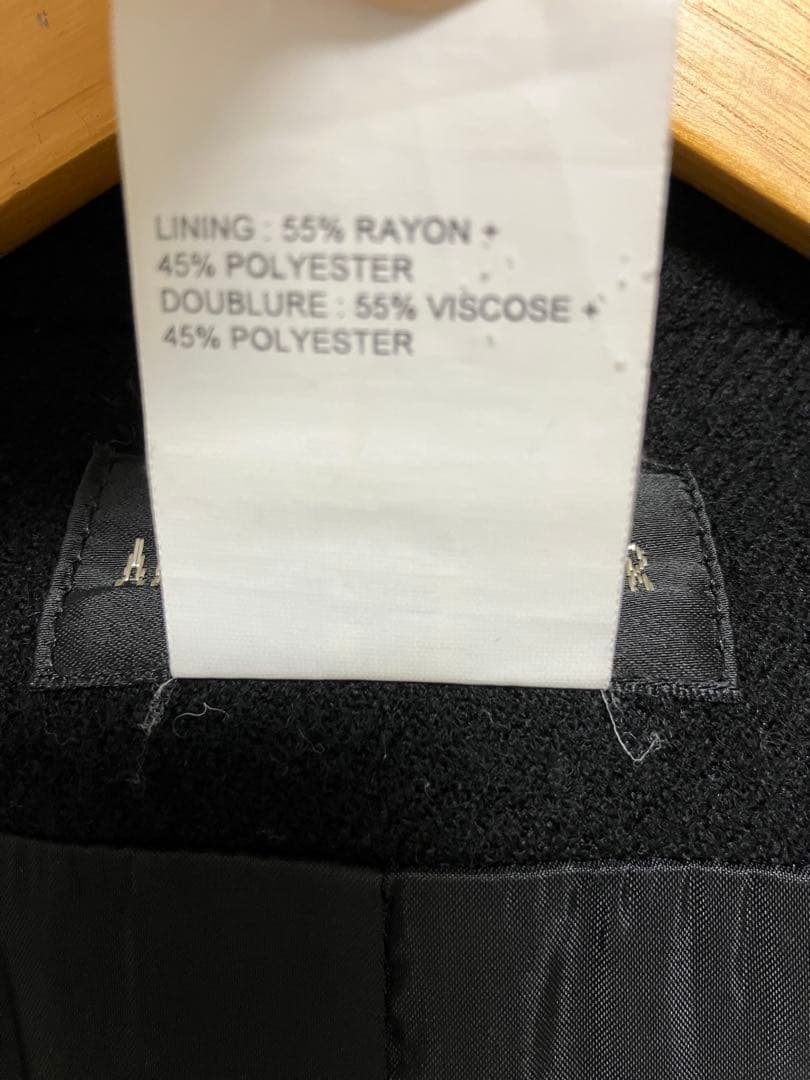 LINING : 55% RAYON +
45% POLYESTER
DOUBLURE : 55% VISCOSE +
45% POLYESTER